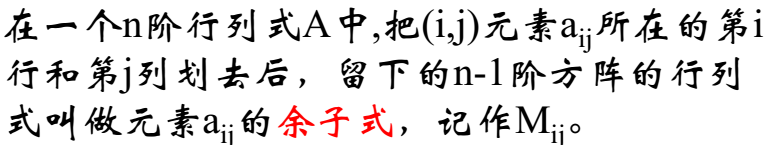 在一个n阶行列式A中,把(i,j)元素aᵢⱼ所在的第i
行和第j列划去后，留下的n-1阶方阵的行列
式叫做元素aᵢⱼ的余子式，记作Mᵢⱼ。